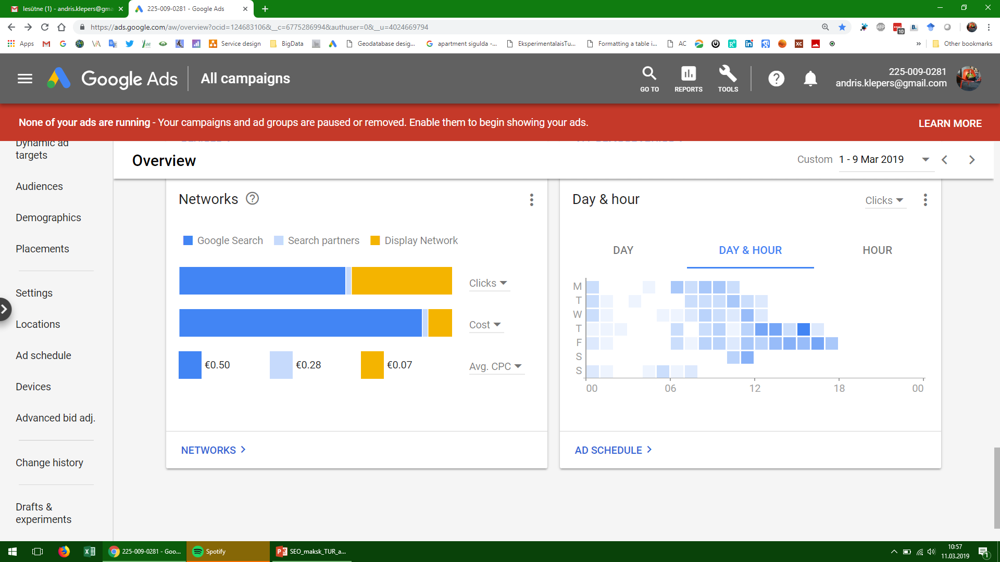 Iesūtne (1) - andris.klepers@gma
225-009-0281 - Google Ads
https://ads.google.com/aw/overview?ocid=124683106&__c=6775286994&authuser=0&__u=4024669794
ABP
10
B.
Apps
G
Service design
BigData
Geodatabase desig...
apartment sigulda -...
EksperimentalaisTu...
Formatting a table i...
AC
in
XC
»
Other bookmarks
Google Ads
All campaigns
GO TO
REPORTS
TOOLS
225-009-0281
andris.klepers@gmail.com
None of your ads are running - Your campaigns and ad groups are paused or removed. Enable them to begin showing your ads.
LEARN MORE
Dynamic ad
targets
Audiences
Demographics
Placements
Settings
Locations
Ad schedule
Devices
Advanced bid adj.
Change history
Drafts &
experiments
Overview
Custom 1 - 9 Mar 2019
Networks ?
Google Search Search partners Display Network
Clicks
Cost
€0.50 €0.28 €0.07 Avg. CPC
NETWORKS
Day & hour
Clicks
DAY DAY & HOUR HOUR
M
T
W
T
F
S
S
00 06 12 18 00
AD SCHEDULE
225-009-0281 - Goo...
Spotify
SEO_maksk_TUR_a...
10:57
11.03.2019
1